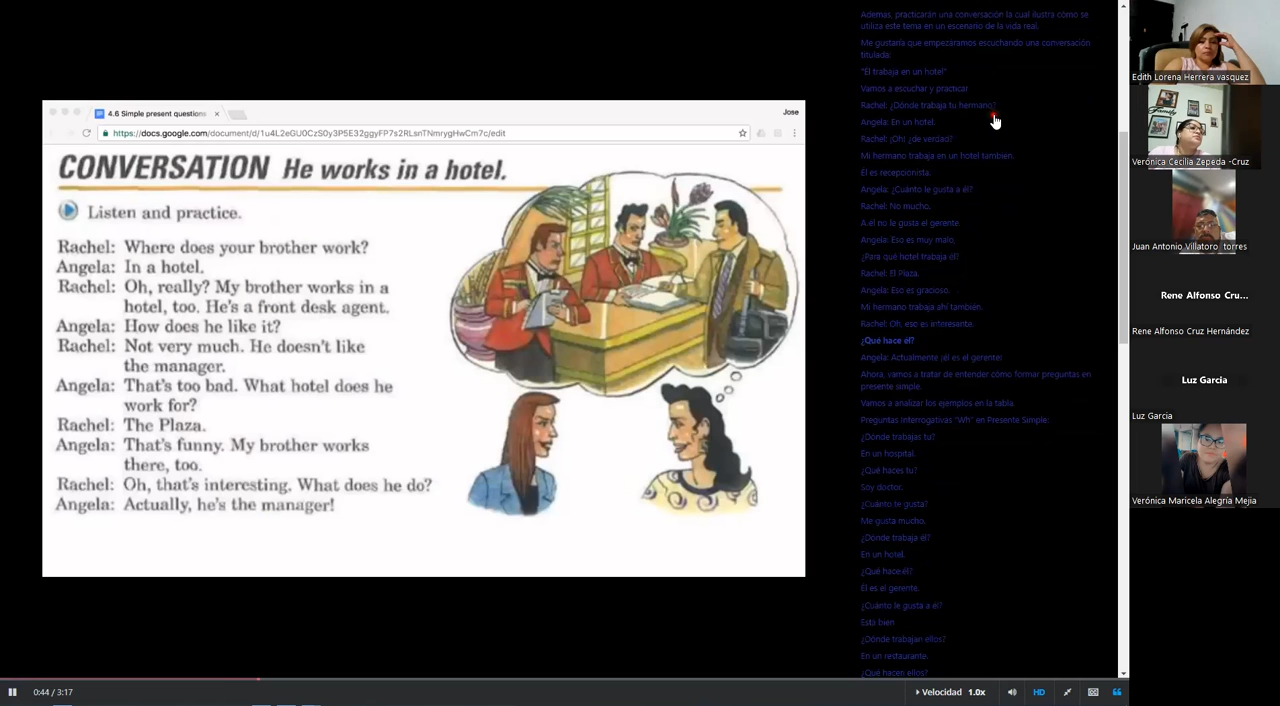 4.6 Simple present questions
Jose
https://docs.google.com/document/d/1u4L2eGU0CzS0y3P5E32ggyFP7s2RLsnTNmrygHwCm7c/edit
CONVERSATION He works in a hotel.
Listen and practice.
Rachel: Where does your brother work?
Angela: In a hotel.
Rachel: Oh, really? My brother works in a
hotel, too. He's a front desk agent.
Angela: How does he like it?
Rachel: Not very much. He doesn't like
the manager.
Angela: That's too bad. What hotel does he
work for?
Rachel: The Plaza.
Angela: That's funny. My brother works
there, too.
Rachel: Oh, that's interesting. What does he do?
Angela: Actually, he's the manager!
Ademas, practicarán una conversación la cual ilustra cómo se
utiliza este tema en un escenario de la vida real.
Me gustaría que empezáramos escuchando una conversación
titulada:
"Él trabaja en un hotel"
Vamos a escuchar y practicar
Rachel: ¿Dónde trabaja tu hermano?
Angela: En un hotel.
Rachel: ¡Oh! ¿de verdad?
Mi hermano trabaja en un hotel también.
Él es recepcionista.
Angela: ¿Cuánto le gusta a él?
Rachel: No mucho.
A él no le gusta el gerente.
Angela: Eso es muy malo.
¿Para qué hotel trabaja él?
Rachel: El Plaza.
Angela: Eso es gracioso.
Mi hermano trabaja ahí también.
Rachel: Oh, eso es interesante.
¿Qué hace él?
Angela: Actualmente ¡él es el gerente!
Ahora, vamos a tratar de entender cómo formar preguntas en
presente simple.
Vamos a analizar los ejemplos en la tabla.
Preguntas interrogativas "Wh" en Presente Simple:
¿Dónde trabajas tu?
En un hospital.
¿Qué haces tu?
Soy doctor.
¿Cuánto te gusta?
Me gusta mucho.
¿Dónde trabaja él?
En un hotel.
¿Qué hace él?
Él es el gerente.
¿Cuánto le gusta a él?
Está bien
¿Dónde trabajan ellos?
En un restaurante.
¿Qué hacen ellos?
0:44 / 3:17
Velocidad 1.0x
HD
Edith Lorena Herrera vasquez
Verónica Cecilia Zepeda -Cruz
Juan Antonio Villatoro torres
Rene Alfonso Cru...
Rene Alfonso Cruz Hernández
Luz Garcia
Luz Garcia
Verónica Maricela Alegría Mejia